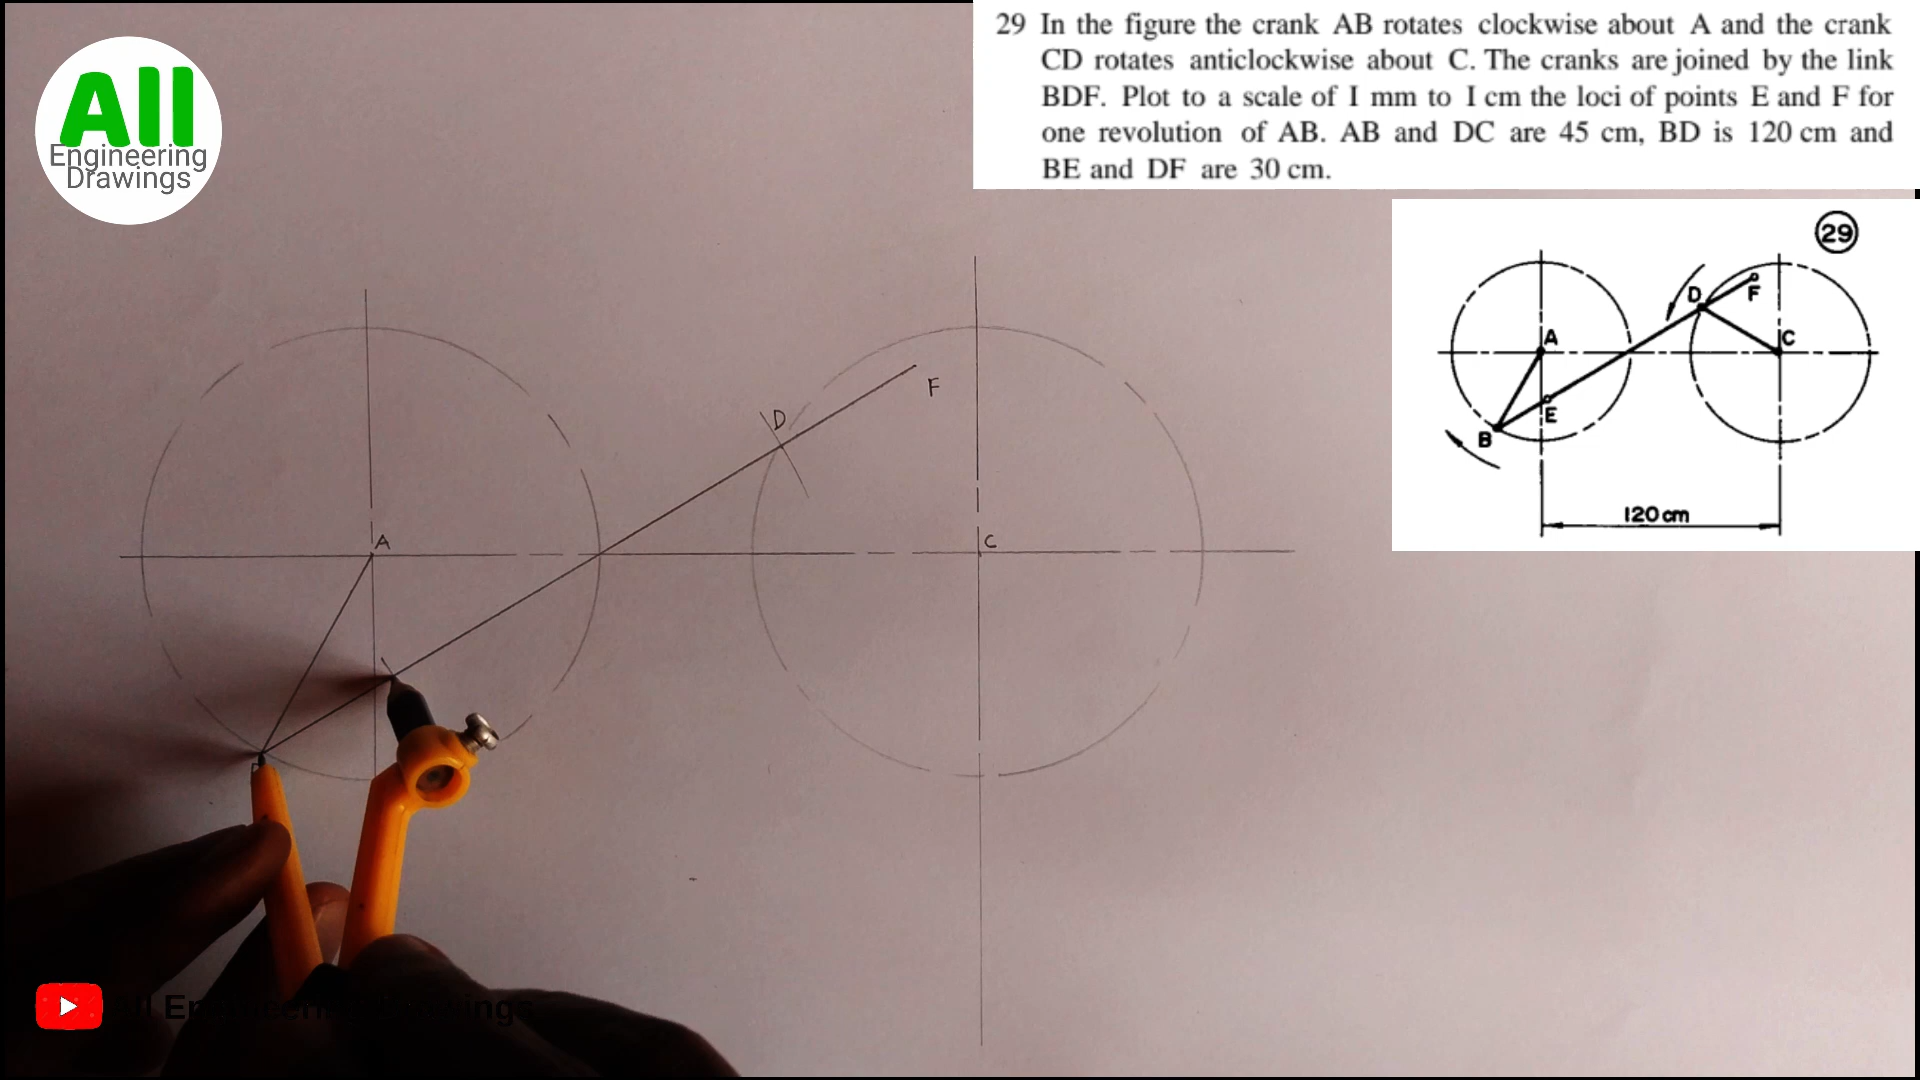 All
Engineering
Drawings
29 In the figure the crank AB rotates clockwise about A and the crank
CD rotates anticlockwise about C. The cranks are joined by the link
BDF. Plot to a scale of I mm to I cm the loci of points E and F for
one revolution of AB. AB and DC are 45 cm, BD is 120 cm and
BE and DF are 30 cm.
29
D
F
A
C
E
B
120 cm
D
F
A
C
All Engineering Drawings